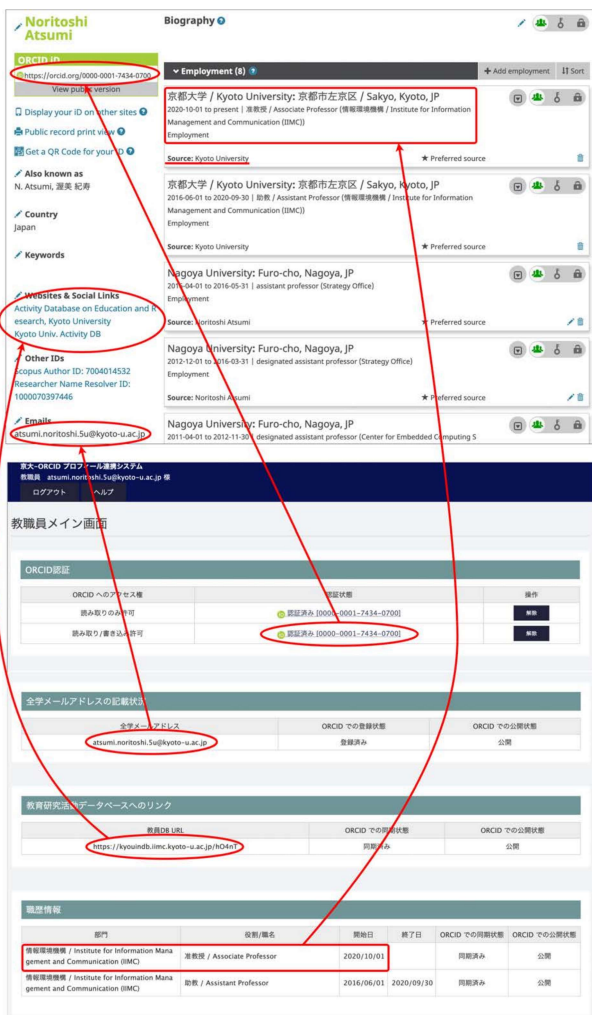 Noritoshi
Atsumi
ORCID iD
https://orcid.org/0000-0001-7434-0700
View public version
Display your iD on other sites
Public record print view
Get a QR Code for your iD
Also known as
N. Atsumi, 渥美 紀寿
Country
Japan
Keywords
Websites & Social Links
Activity Database on Education and R
esearch, Kyoto University
Kyoto Univ. Activity DB
Other IDs
Scopus Author ID: 7004014532
Researcher Name Resolver ID:
1000070397446
Emails
atsumi.noritoshi.5u@kyoto-u.ac.jp
Biography
Employment (8)
Add employment Sort
京都大学 / Kyoto University: 京都市左京区 / Sakyo, Kyoto, JP
2020-10-01 to present | 准教授 / Associate Professor (情報環境機構 / Institute for Information
Management and Communication (IIMC))
Employment
Source: Kyoto University ★ Preferred source
京都大学 / Kyoto University: 京都市左京区 / Sakyo, Kyoto, JP
2016-06-01 to 2020-09-30 | 助教 / Assistant Professor (情報環境機構 / Institute for Information
Management and Communication (IIMC))
Employment
Source: Kyoto University ★ Preferred source
Nagoya University: Furo-cho, Nagoya, JP
2016-04-01 to 2016-05-31 | assistant professor (Strategy Office)
Employment
Source: Noritoshi Atsumi ★ Preferred source
Nagoya University: Furo-cho, Nagoya, JP
2012-12-01 to 2016-03-31 | designated assistant professor (Strategy Office)
Employment
Source: Noritoshi Atsumi ★ Preferred source
Nagoya University: Furo-cho, Nagoya, JP
2011-04-01 to 2012-11-30 | designated assistant professor (Center for Embedded Computing S
京大-ORCID プロフィール連携システム
教職員 atsumi.noritoshi.5u@kyoto-u.ac.jp 様
ログアウト ヘルプ
教職員メイン画面
ORCID認証
ORCID へのアクセス権 認証状態 操作
読み取りのみ許可 認証済み [0000-0001-7434-0700] 解除
読み取り/書き込み許可 認証済み [0000-0001-7434-0700] 解除
全学メールアドレスの記載状況
全学メールアドレス ORCID での登録状態 ORCID での公開状態
atsumi.noritoshi.5u@kyoto-u.ac.jp 登録済み 公開
教育研究活動データベースへのリンク
教員DB URL ORCID での同期状態 ORCID での公開状態
https://kyouindb.iimc.kyoto-u.ac.jp/hO4nT 同期済み 公開
職歴情報
部門 役割/職名 開始日 終了日 ORCID での同期状態 ORCID での公開状態
情報環境機構 / Institute for Information Mana
gement and Communication (IIMC) 准教授 / Associate Professor 2020/10/01 同期済み 公開
情報環境機構 / Institute for Information Mana
gement and Communication (IIMC) 助教 / Assistant Professor 2016/06/01 2020/09/30 同期済み 公開